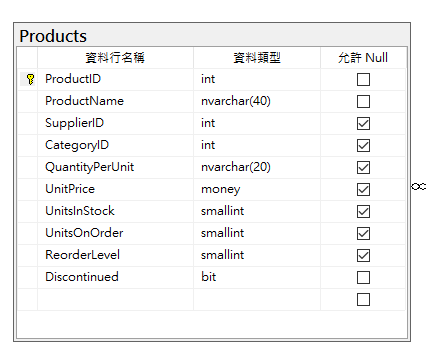 Products
資料行名稱 資料類型 允許 Null
ProductID int
ProductName nvarchar(40)
SupplierID int
CategoryID int
QuantityPerUnit nvarchar(20)
UnitPrice money
UnitsInStock smallint
UnitsOnOrder smallint
ReorderLevel smallint
Discontinued bit